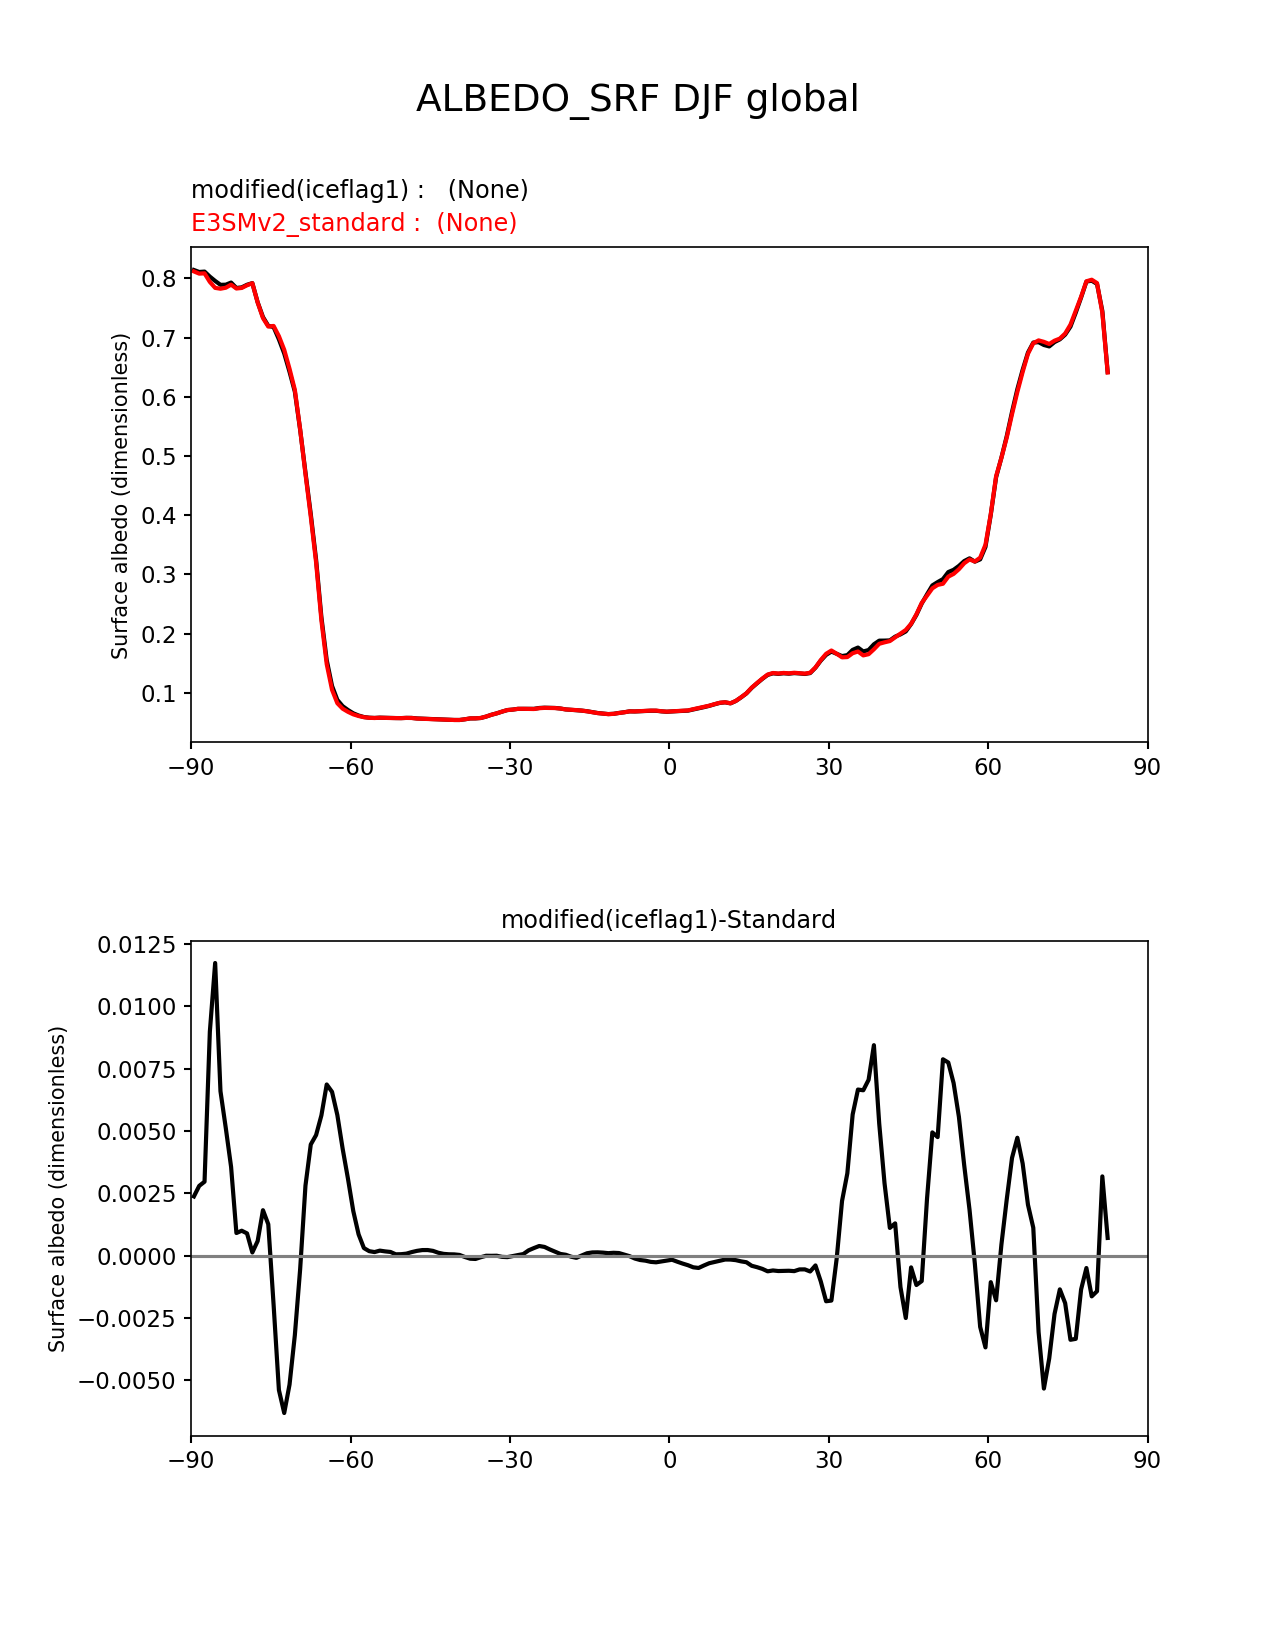 ALBEDO_SRF DJF global
modified(iceflag1) :   (None)
E3SMv2_standard :  (None)
Surface albedo (dimensionless)
0.8
0.7
0.6
0.5
0.4
0.3
0.2
0.1
−90 −60 −30 0 30 60 90
modified(iceflag1)-Standard
Surface albedo (dimensionless)
0.0125
0.0100
0.0075
0.0050
0.0025
0.0000
−0.0025
−0.0050
−90 −60 −30 0 30 60 90